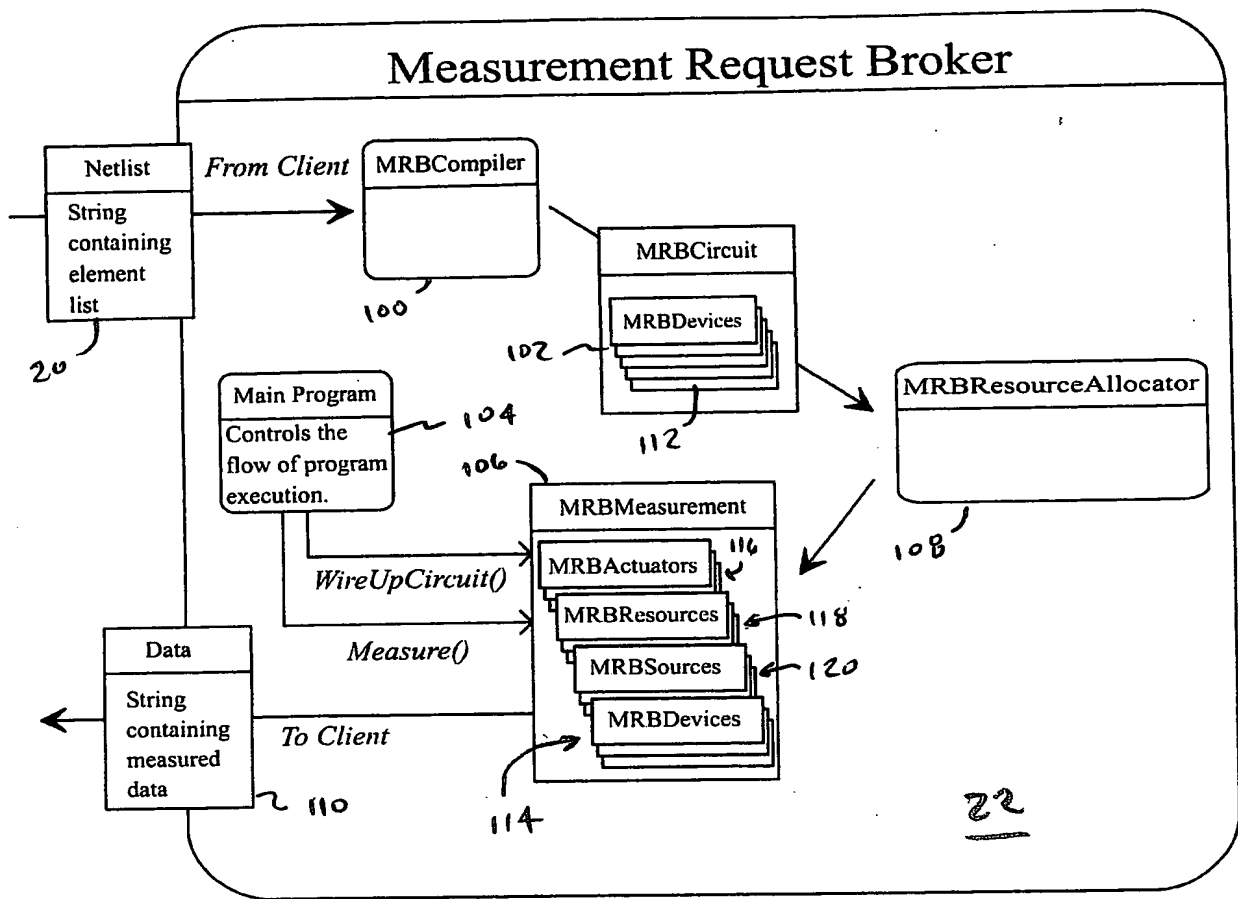 Measurement Request Broker
Netlist
String
containing
element
list
20
From Client
MRBCompiler
100
MRBCircuit
MRBDevices
102
112
MRBResourceAllocator
108
Main Program
Controls the
flow of program
execution.
104
106
MRBMeasurement
MRBActuators
116
MRBResources
118
MRBSources
120
MRBDevices
114
WireUpCircuit()
Measure()
Data
String
containing
measured
data
110
To Client
22